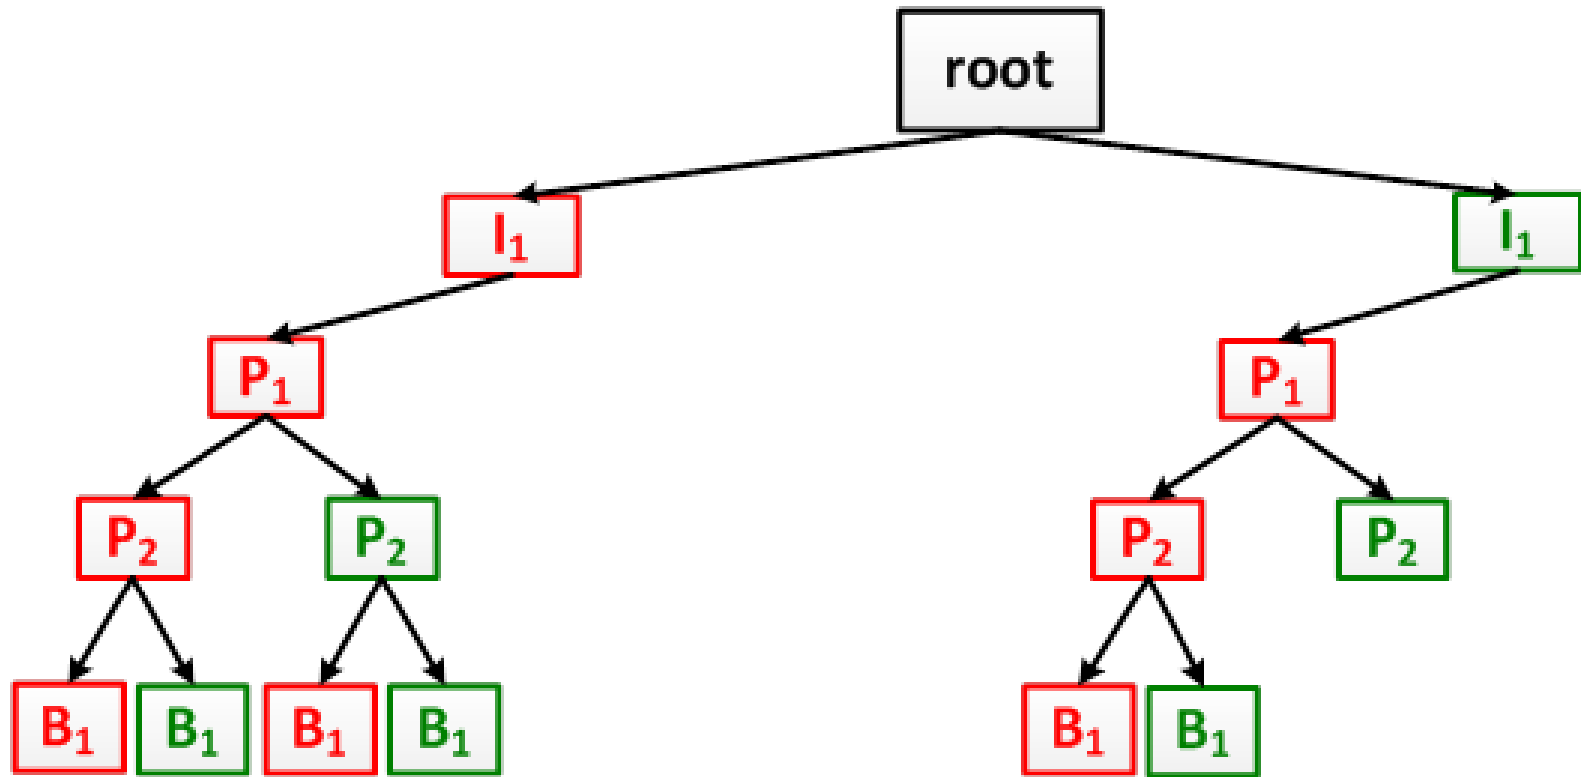 root
I₁ I₁
P₁ P₁
P₂ P₂ P₂ P₂
B₁ B₁ B₁ B₁ B₁ B₁